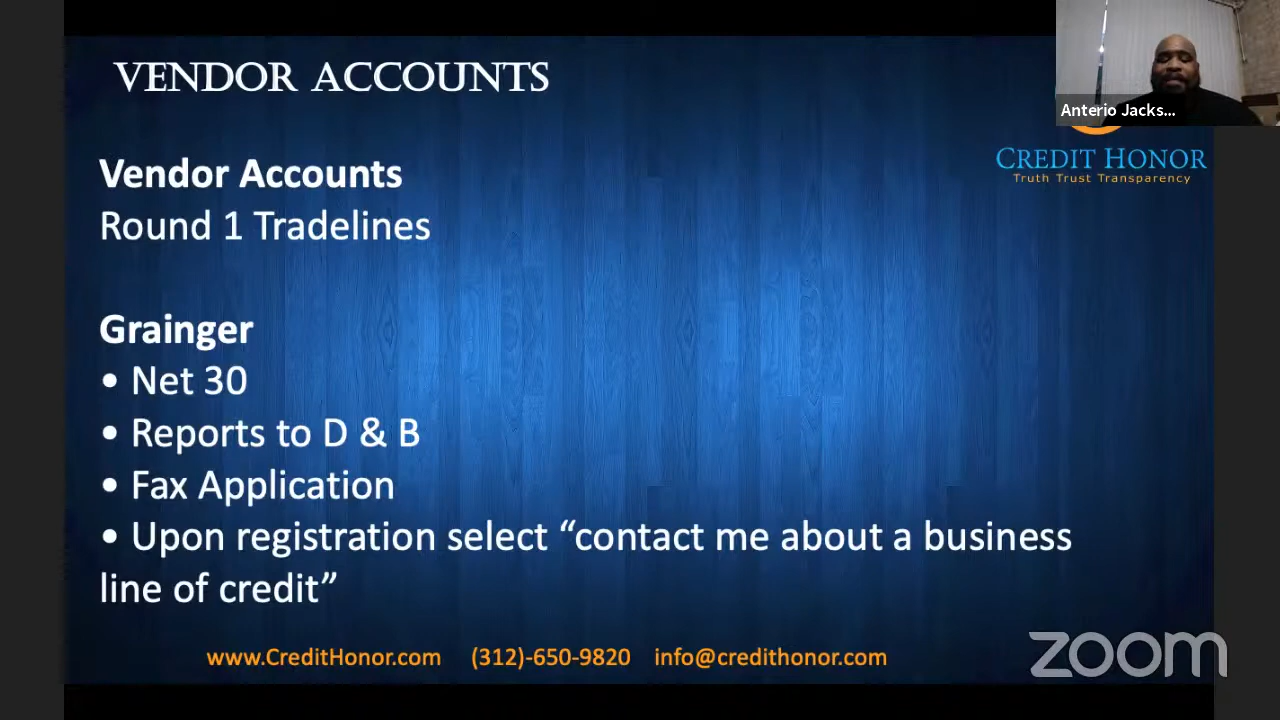 VENDOR ACCOUNTS
Anterio Jacks...
CREDIT HONOR
Truth Trust Transparency
Vendor Accounts
Round 1 Tradelines
Grainger
• Net 30
• Reports to D & B
• Fax Application
• Upon registration select “contact me about a business
line of credit”
www.CreditHonor.com (312)-650-9820 info@credithonor.com
zoom